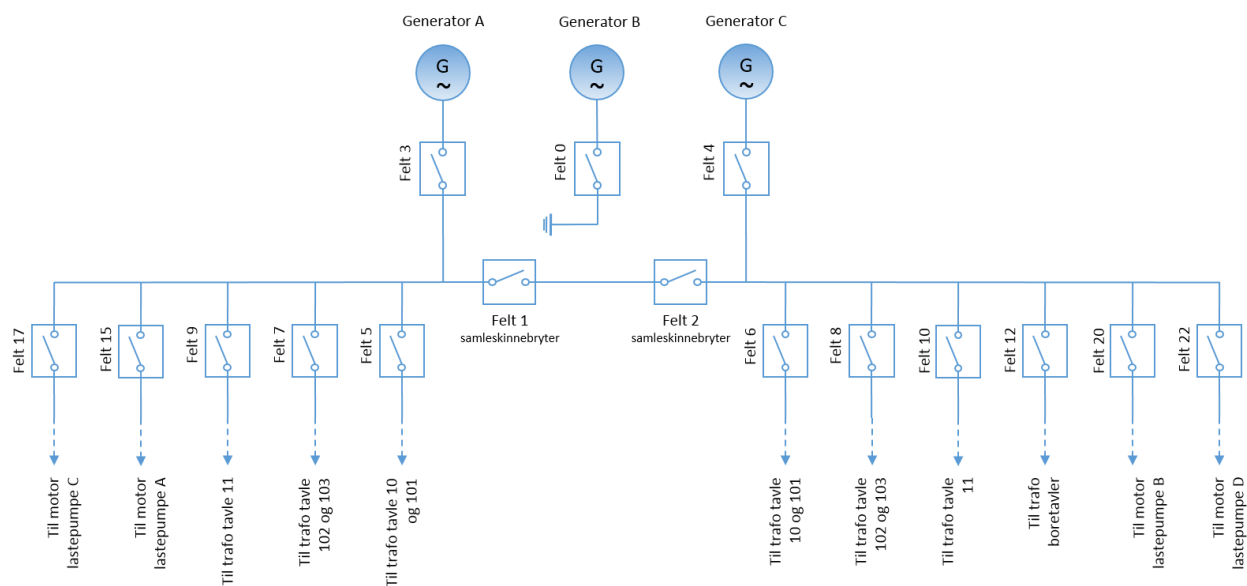 Generator A
Generator B
Generator C
G
~
G
~
G
~
Felt 3
Felt 0
Felt 4
Felt 1
samleskinnebryter
Felt 2
samleskinnebryter
Felt 17
Felt 15
Felt 9
Felt 7
Felt 5
Felt 6
Felt 8
Felt 10
Felt 12
Felt 20
Felt 22
Til motor
lastepumpe C
Til motor
lastepumpe A
Til trafo tavle 11
Til trafo tavle
102 og 103
Til trafo tavle 10
og 101
Til trafo tavle
10 og 101
Til trafo tavle
102 og 103
Til trafo tavle
11
Til trafo
boretavler
Til motor
lastepumpe B
Til motor
lastepumpe D